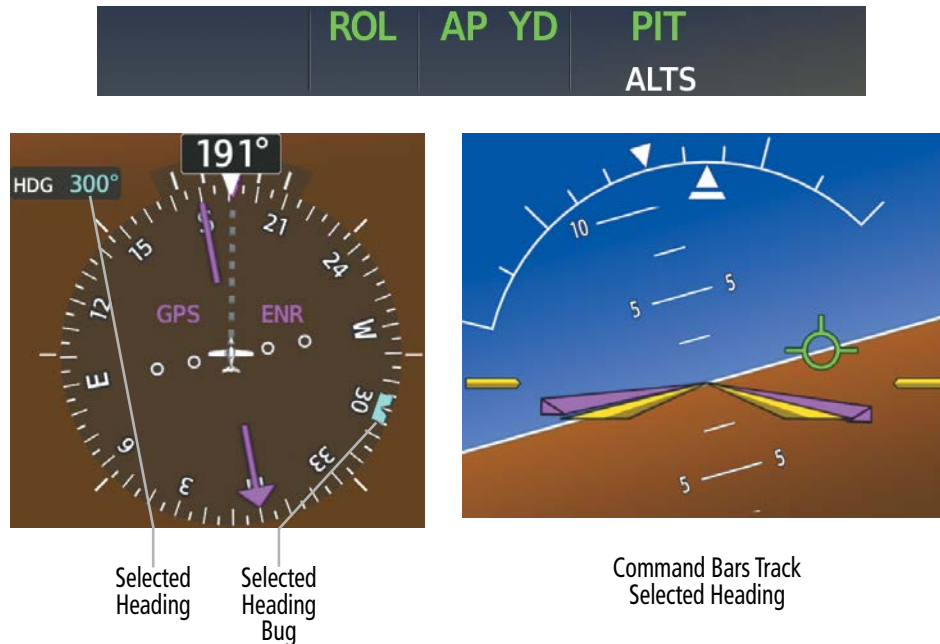 ROL AP YD PIT
ALTS
191°
HDG 300°
S
21
15
24
12
GPS ENR
W
E
30
6
33
3
10
5 5
5 5
Selected
Heading
Selected
Heading
Bug
Command Bars Track
Selected Heading